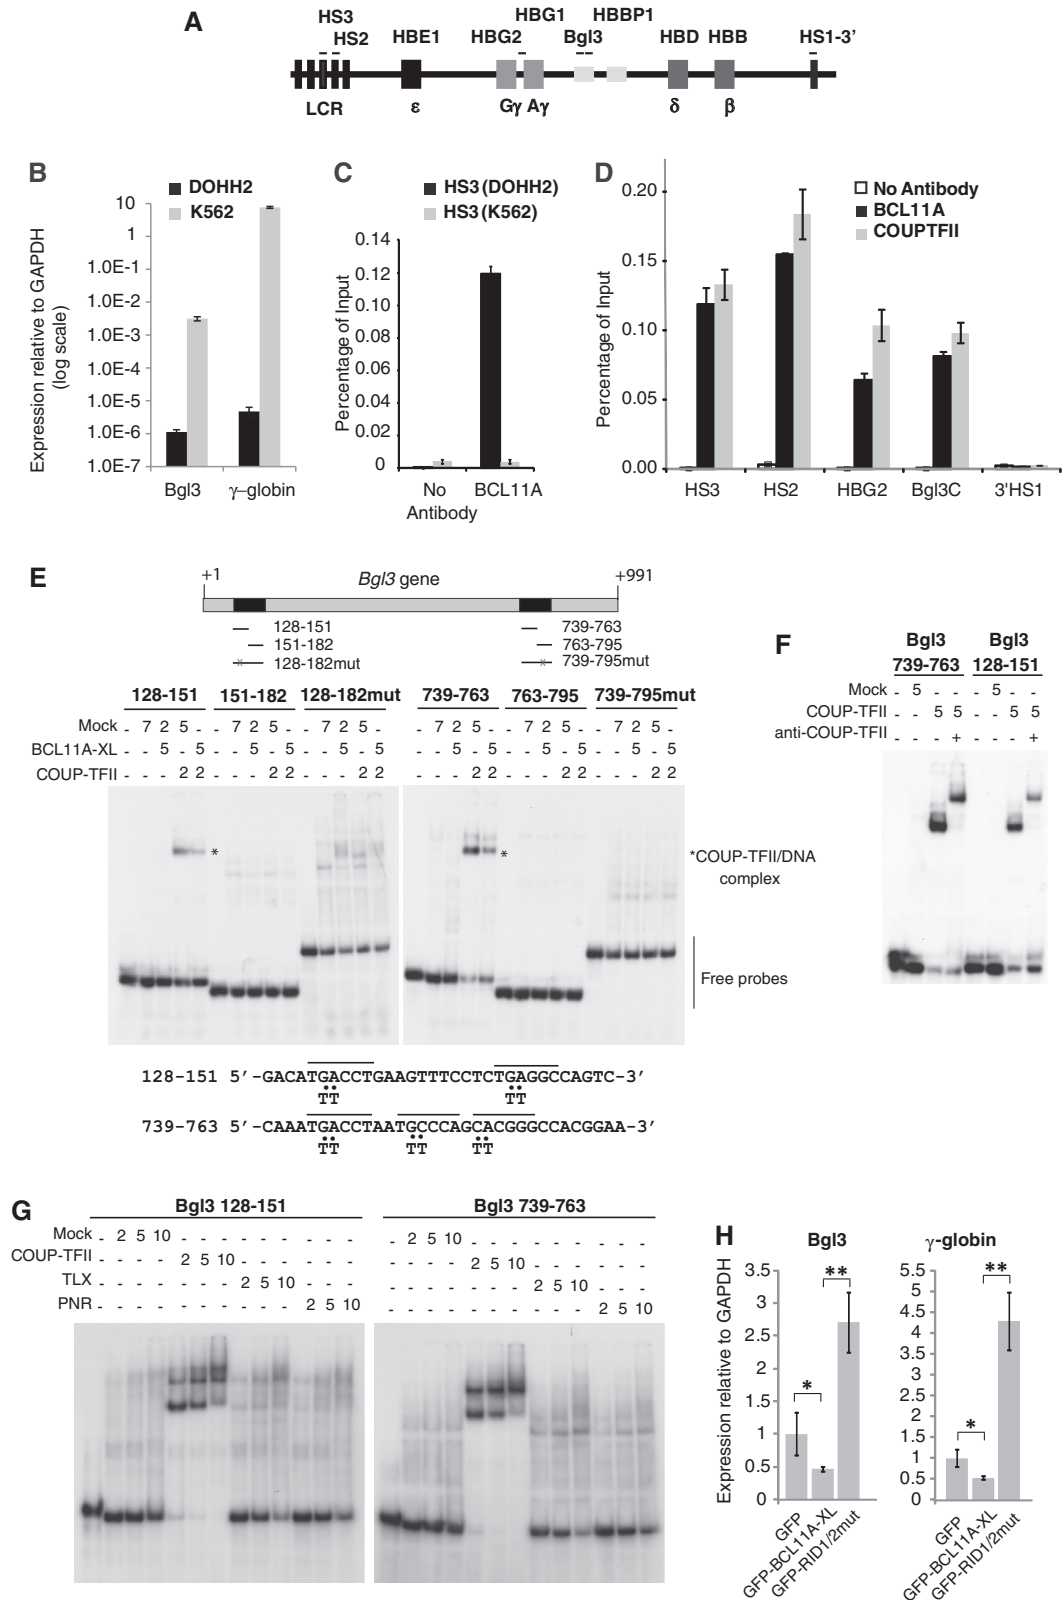 A
HS3
HS2
HBE1
HBG2
HBG1
Bgl3
HBBP1
HBD
HBB
HS1-3'
LCR
ε
Gγ Aγ
δ
β
B
DOHH2
K562
Expression relative to GAPDH
(log scale)
10
1
1.0E-1
1.0E-2
1.0E-3
1.0E-4
1.0E-5
1.0E-6
1.0E-7
Bgl3
γ–globin
C
HS3 (DOHH2)
HS3 (K562)
Percentage of Input
0.14
0.12
0.10
0.08
0.06
0.04
0.02
0
No
Antibody
BCL11A
D
No Antibody
BCL11A
COUPTFII
Percentage of Input
0.20
0.15
0.10
0.05
0.00
HS3
HS2
HBG2
Bgl3C
3'HS1
E
+1
Bgl3 gene
+991
128-151
151-182
128-182mut
739-763
763-795
739-795mut
128-151 151-182 128-182mut 739-763 763-795 739-795mut
Mock - 7 2 5 - - 7 2 5 - - 7 2 5 - - 7 2 5 - - 7 2 5 - - 7 2 5 -
BCL11A-XL - - 5 - 5 - - 5 - 5 - - 5 - 5 - - 5 - 5 - - 5 - 5 - - 5 - 5
COUP-TFII - - - 2 2 - - - 2 2 - - - 2 2 - - - 2 2 - - - 2 2 - - - 2 2
*
*
*COUP-TFII/DNA
complex
Free probes
128-151 5′-GACATGACCTGAAGTTTCCTCTGAGGCCAGTC-3′
TT TT
739-763 5′-CAAATGACCTAATGCCCAGCACGGGCCACGGAA-3′
TT TT TT
F
Bgl3
739-763
Bgl3
128-151
Mock - 5 - - - 5 - -
COUP-TFII - - 5 5 - - 5 5
anti-COUP-TFII - - - + - - - +
G
Bgl3 128-151
Bgl3 739-763
Mock - 2 5 10 - - - - - - - - - - 2 5 10 - - - - - - - - -
COUP-TFII - - - - 2 5 10 - - - - - - - - - - 2 5 10 - - - - - -
TLX - - - - - - - 2 5 10 - - - - - - - - - - 2 5 10 - - -
PNR - - - - - - - - - - 2 5 10 - - - - - - - - - - 2 5 10
H
Bgl3
Expression relative to GAPDH
3.5
3
2.5
2
1.5
1
0.5
0
*
**
GFP
GFP-BCL11A-XL
GFP-RID1/2mut
γ-globin
5.5
5
4.5
4
3.5
3
2.5
2
1.5
1
0.5
0
*
**
GFP
GFP-BCL11A-XL
GFP-RID1/2mut